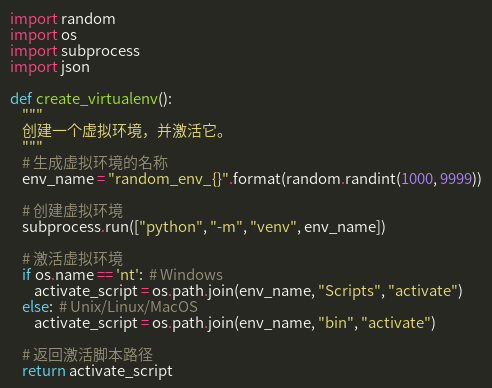 import random
import os
import subprocess
import json

def create_virtualenv():
    """
    创建一个虚拟环境，并激活它。
    """
    # 生成虚拟环境的名称
    env_name = "random_env_{}".format(random.randint(1000, 9999))

    # 创建虚拟环境
    subprocess.run(["python", "-m", "venv", env_name])

    # 激活虚拟环境
    if os.name == 'nt':  # Windows
        activate_script = os.path.join(env_name, "Scripts", "activate")
    else:  # Unix/Linux/MacOS
        activate_script = os.path.join(env_name, "bin", "activate")

    # 返回激活脚本路径
    return activate_script